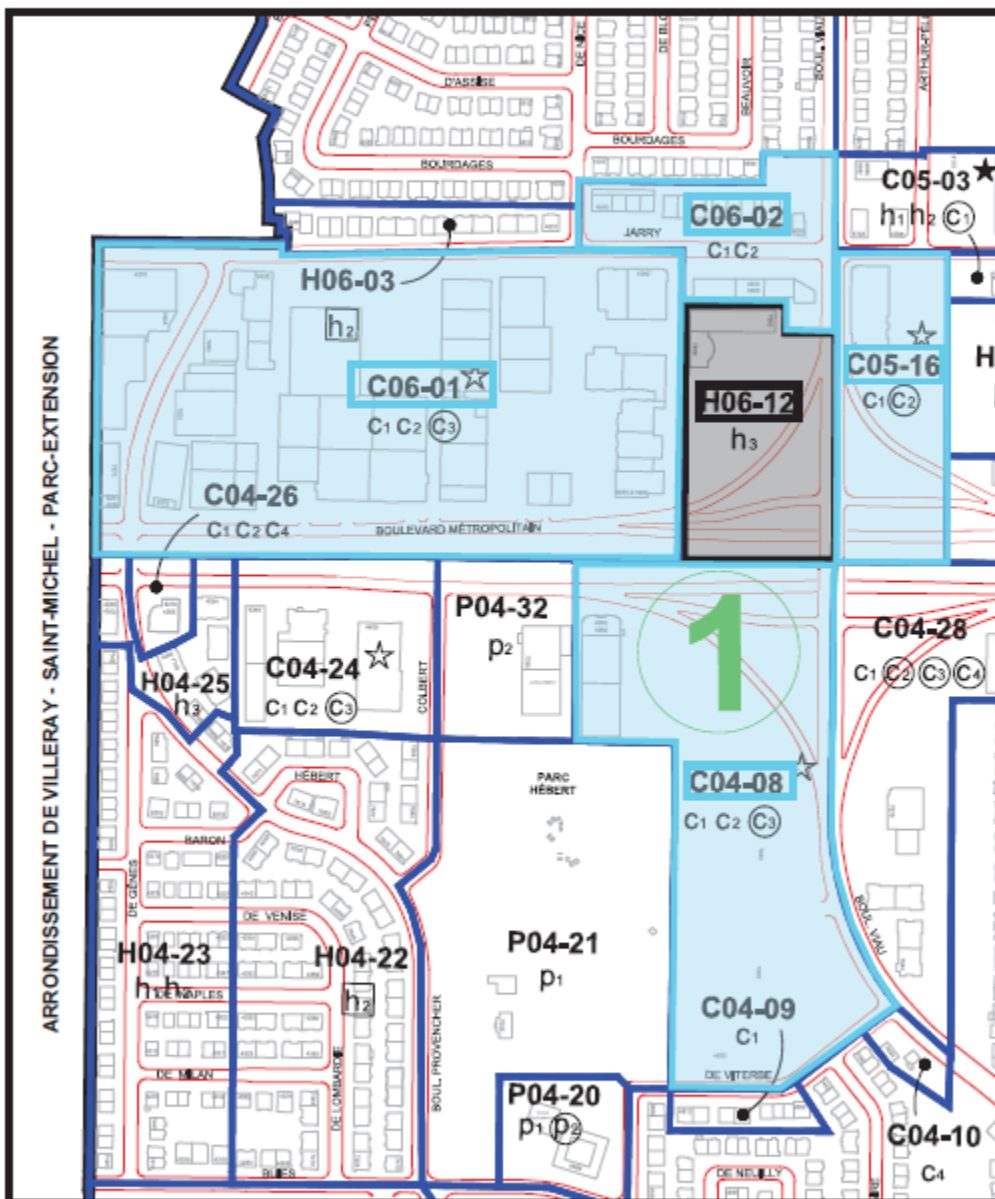 D'ASSISE
DE NICE
BEAUVOIR
BOURDAGES
BOURDAGES
C05-03
h1 h2 C1
C06-02
JARRY
C1 C2
H06-03
h2
C06-01
C1 C2 C3
H06-12
h3
C05-16
C1 C2
H
C04-26
C1 C2 C4
BOULEVARD MÉTROPOLITAIN
ARRONDISSEMENT DE VILLERAY - SAINT-MICHEL - PARC-EXTENSION
P04-32
p2
1
C04-28
C1 C2 C3 C4
C04-24
C1 C2 C3
COLBERT
H04-25
h3
HÉBERT
PARC
HÉBERT
C04-08
C1 C2 C3
BARON
DE GÊNES
DE VENISE
BOUL. VIAU
H04-23
h1 h2
DE NAPLES
H04-22
h2
P04-21
p1
C04-09
C1
DE MILAN
DE LOMBARDIE
BOUL. PROVENCHER
DE VITERBE
P04-20
p1 p2
C04-10
C4
BUIES
DE NEUILLY